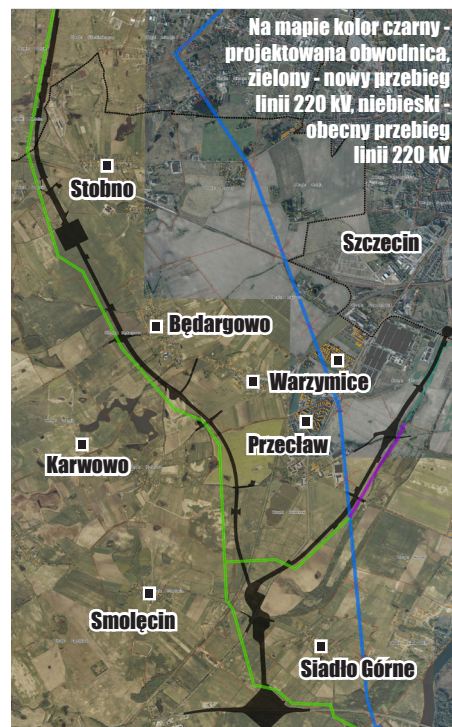 Na mapie kolor czarny -
projektowana obwodnica,
zielony - nowy przebieg
linii 220 kV, niebieski -
obecny przebieg
linii 220 kV
Stobno
Szczecin
Będargowo
Warzymice
Przecław
Karwowo
Smolęcin
Siadło Górne